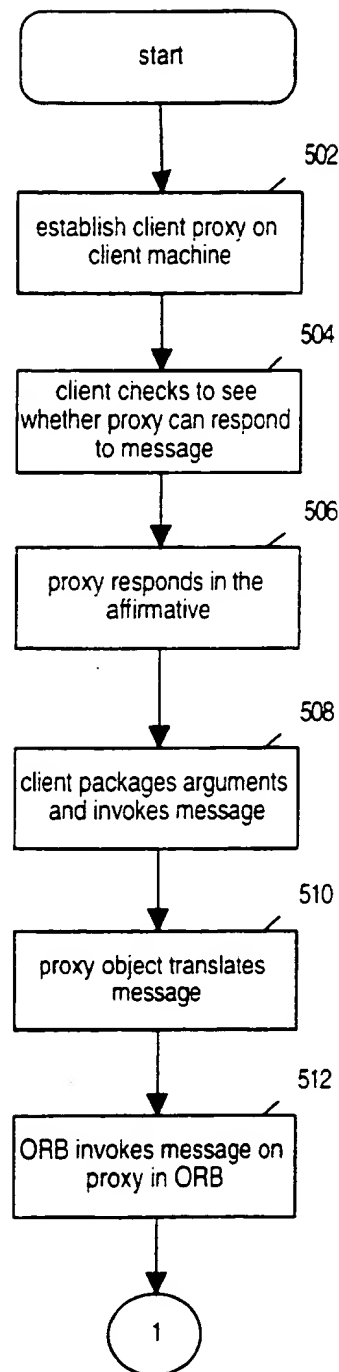 start
502
establish client proxy on
client machine
504
client checks to see
whether proxy can respond
to message
506
proxy responds in the
affirmative
508
client packages arguments
and invokes message
510
proxy object translates
message
512
ORB invokes message on
proxy in ORB
1